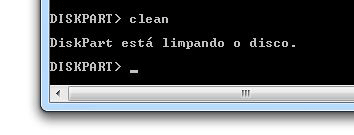 DISKPART> clean
DiskPart está limpando o disco.
DISKPART> _